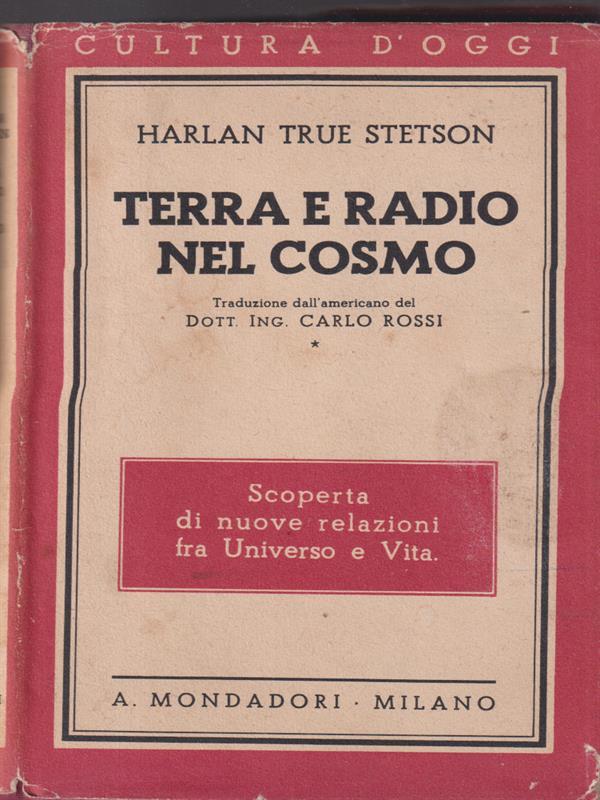 CULTURA D'OGGI
HARLAN TRUE STETSON
TERRA E RADIO
NEL COSMO
Traduzione dall'americano del
DOTT. ING. CARLO ROSSI
*
Scoperta
di nuove relazioni
fra Universo e Vita.
A. MONDADORI · MILANO